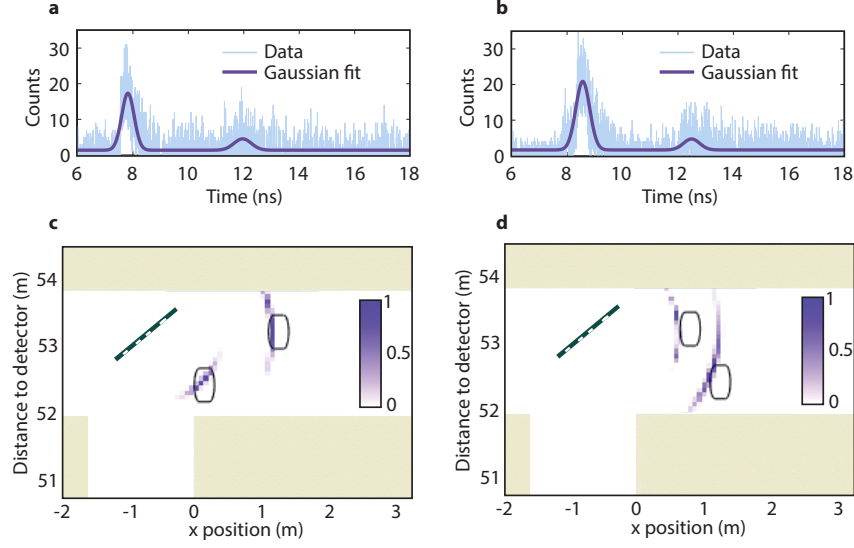 a
30
20
10
0
Counts
Data
Gaussian fit
6 8 10 12 14 16 18
Time (ns)
b
30
20
10
0
Counts
Data
Gaussian fit
6 8 10 12 14 16 18
Time (ns)
c
54
53
52
51
Distance to detector (m)
1
0.5
0
-2 -1 0 1 2 3
x position (m)
d
54
53
52
51
Distance to detector (m)
1
0.5
0
-2 -1 0 1 2 3
x position (m)